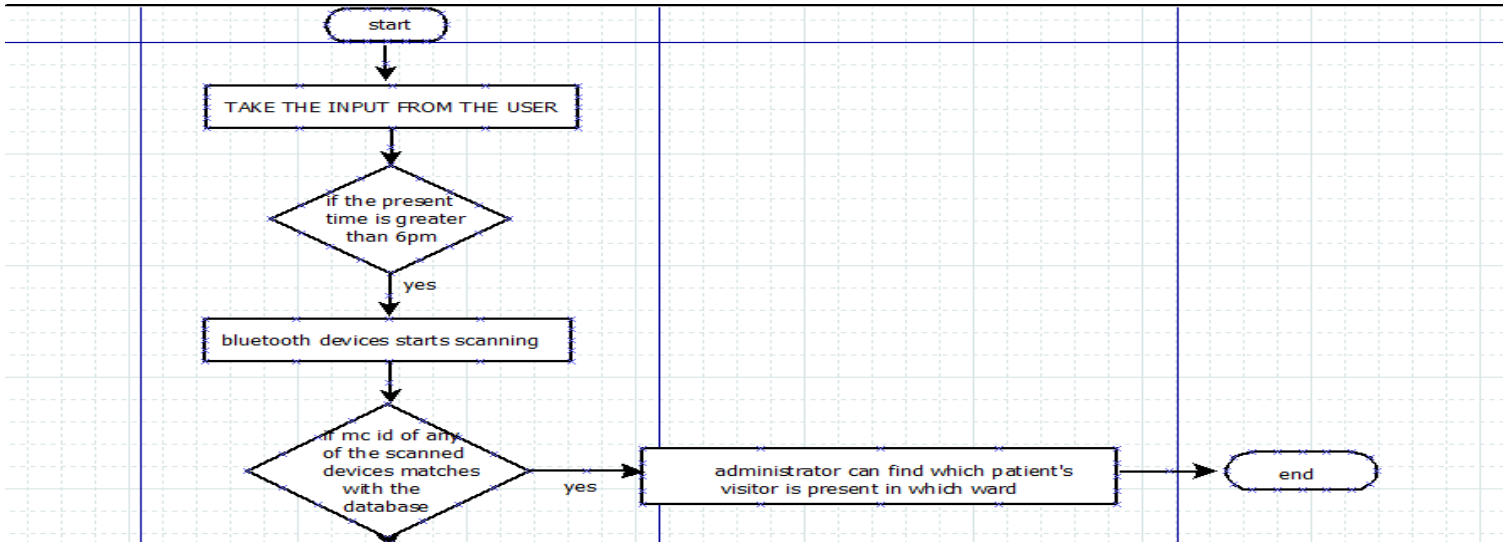 start
TAKE THE INPUT FROM THE USER
if the present
time is greater
than 6pm
yes
bluetooth devices starts scanning
if mc id of any
of the scanned
devices matches
with the
database
yes
administrator can find which patient's
visitor is present in which ward
end